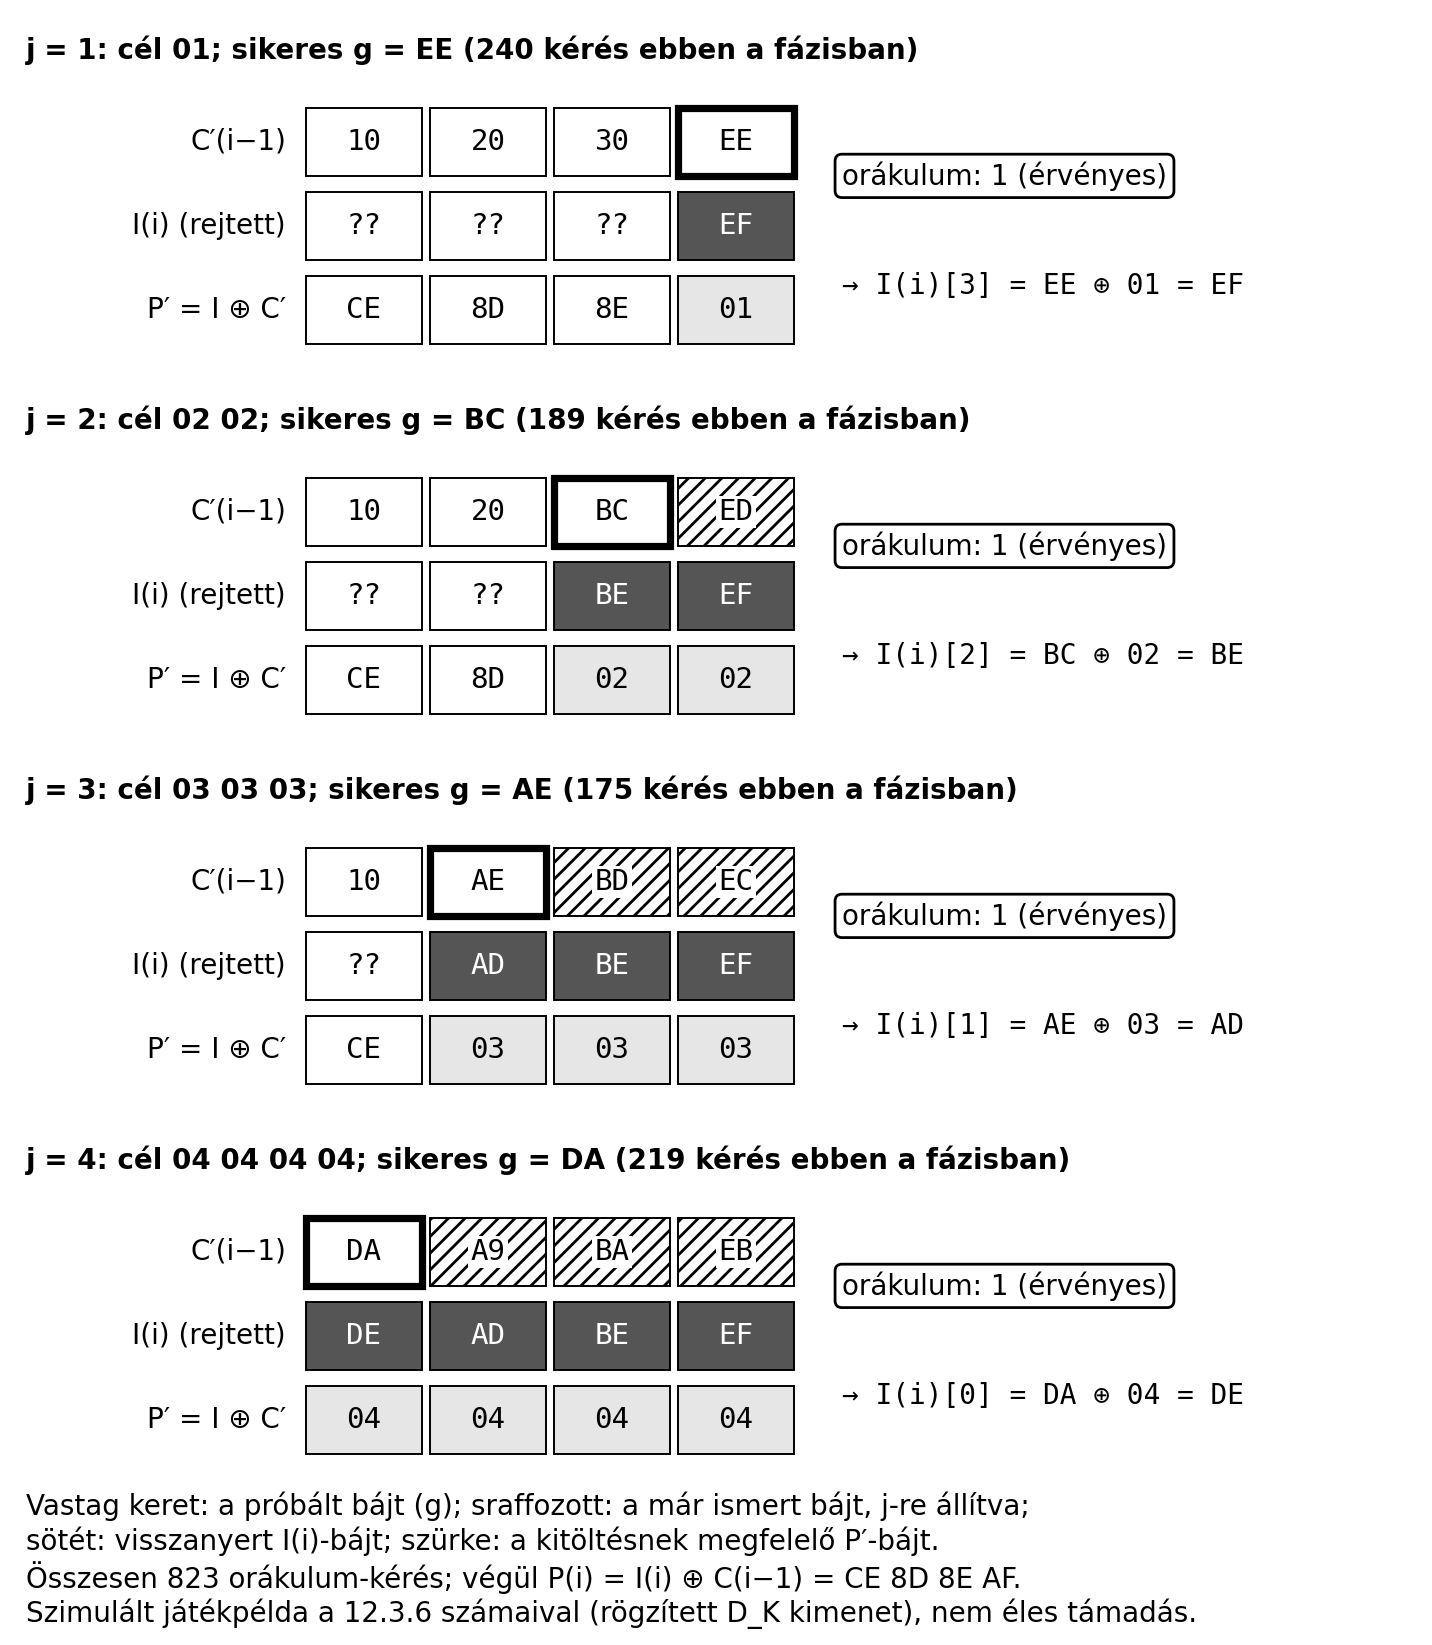 j = 1: cél 01; sikeres g = EE (240 kérés ebben a fázisban)
C′(i−1) 10 20 30 EE
orákulum: 1 (érvényes)
I(i) (rejtett) ?? ?? ?? EF
→ I(i)[3] = EE ⊕ 01 = EF
P′ = I ⊕ C′ CE 8D 8E 01
j = 2: cél 02 02; sikeres g = BC (189 kérés ebben a fázisban)
C′(i−1) 10 20 BC ED
orákulum: 1 (érvényes)
I(i) (rejtett) ?? ?? BE EF
→ I(i)[2] = BC ⊕ 02 = BE
P′ = I ⊕ C′ CE 8D 02 02
j = 3: cél 03 03 03; sikeres g = AE (175 kérés ebben a fázisban)
C′(i−1) 10 AE BD EC
orákulum: 1 (érvényes)
I(i) (rejtett) ?? AD BE EF
→ I(i)[1] = AE ⊕ 03 = AD
P′ = I ⊕ C′ CE 03 03 03
j = 4: cél 04 04 04 04; sikeres g = DA (219 kérés ebben a fázisban)
C′(i−1) DA A9 BA EB
orákulum: 1 (érvényes)
I(i) (rejtett) DE AD BE EF
→ I(i)[0] = DA ⊕ 04 = DE
P′ = I ⊕ C′ 04 04 04 04
Vastag keret: a próbált bájt (g); sraffozott: a már ismert bájt, j-re állítva;
sötét: visszanyert I(i)-bájt; szürke: a kitöltésnek megfelelő P′-bájt.
Összesen 823 orákulum-kérés; végül P(i) = I(i) ⊕ C(i−1) = CE 8D 8E AF.
Szimulált játékpélda a 12.3.6 számaival (rögzített D_K kimenet), nem éles támadás.